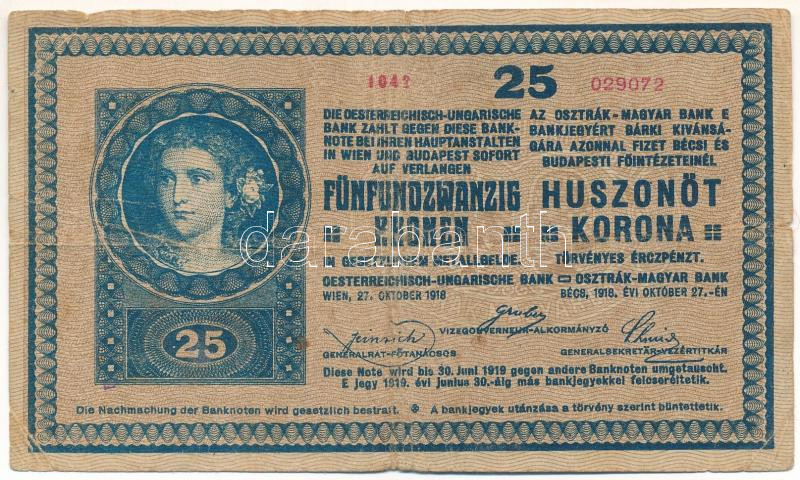 1042 25 029072
DIE OESTERREICHISCH-UNGARISCHE
BANK ZAHLT GEGEN DIESE BANK-
NOTE BEI IHREN HAUPTANSTALTEN
IN WIEN UND BUDAPEST SOFORT
AUF VERLANGEN
FÜNFUNDZWANZIG
KRONEN
IN GESETZLICHEM METALLGELDE.
OESTERREICHISCH-UNGARISCHE BANK
WIEN, 27. OKTOBER 1918
AZ OSZTRÁK-MAGYAR BANK E
BANKJEGYÉRT BÁRKI KIVÁNSÁ-
GÁRA AZONNAL FIZET BÉCSI ÉS
BUDAPESTI FŐINTÉZETEINÉL
HUSZONÖT
KORONA
TÖRVÉNYES ÉRCZPÉNZT.
OSZTRÁK-MAGYAR BANK
BÉCS, 1918. ÉVI OKTÓBER 27.-ÉN
darabanth
25
Gruber
VIZEGOUVERNEUR-ALKORMÁNYZÓ
GENERALRAT-FŐTANÁCSOS
GENERALSEKRETÄR-VEZÉRTITKÁR
Diese Note wird bis 30. Juni 1919 gegen andere Banknoten umgetauscht.
E jegy 1919. évi junius 30.-áig más bankjegyekkel felcseréltetik.
Die Nachmachung der Banknoten wird gesetzlich bestraft. A bankjegyek utánzása a törvény szerint büntettetik.